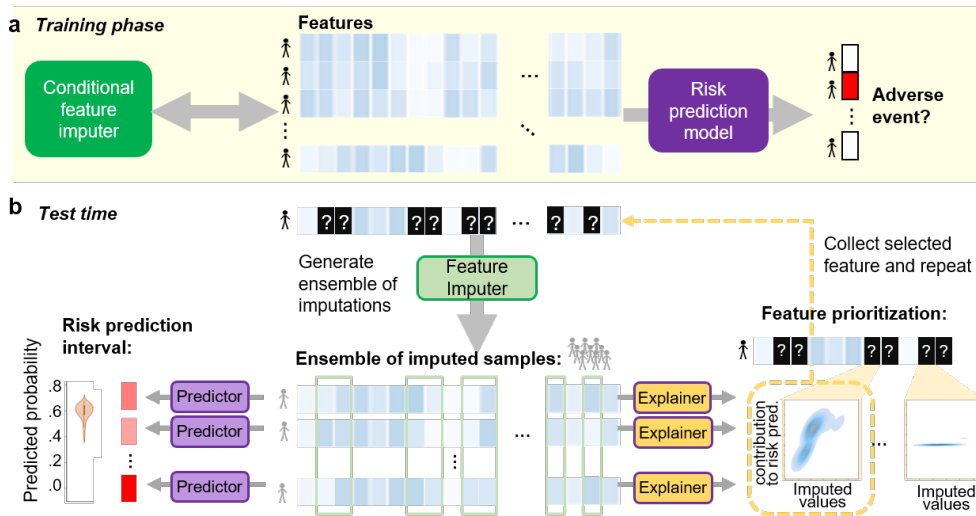 a
Training phase
Features
Conditional
feature
imputer
...
Risk
prediction
model
Adverse
event?
b
Test time
? ? ? ? ? ? ... ? ?
Generate
ensemble of
imputations
Feature
Imputer
Collect selected
feature and repeat
Risk prediction
interval:
Ensemble of imputed samples:
Feature prioritization:
? ? ? ? ? ?
Predicted probability
.8
.6
.4
.2
.0
Predictor
Predictor
Predictor
...
Explainer
Explainer
Explainer
contribution
to risk pred.
...
Imputed
values
Imputed
values